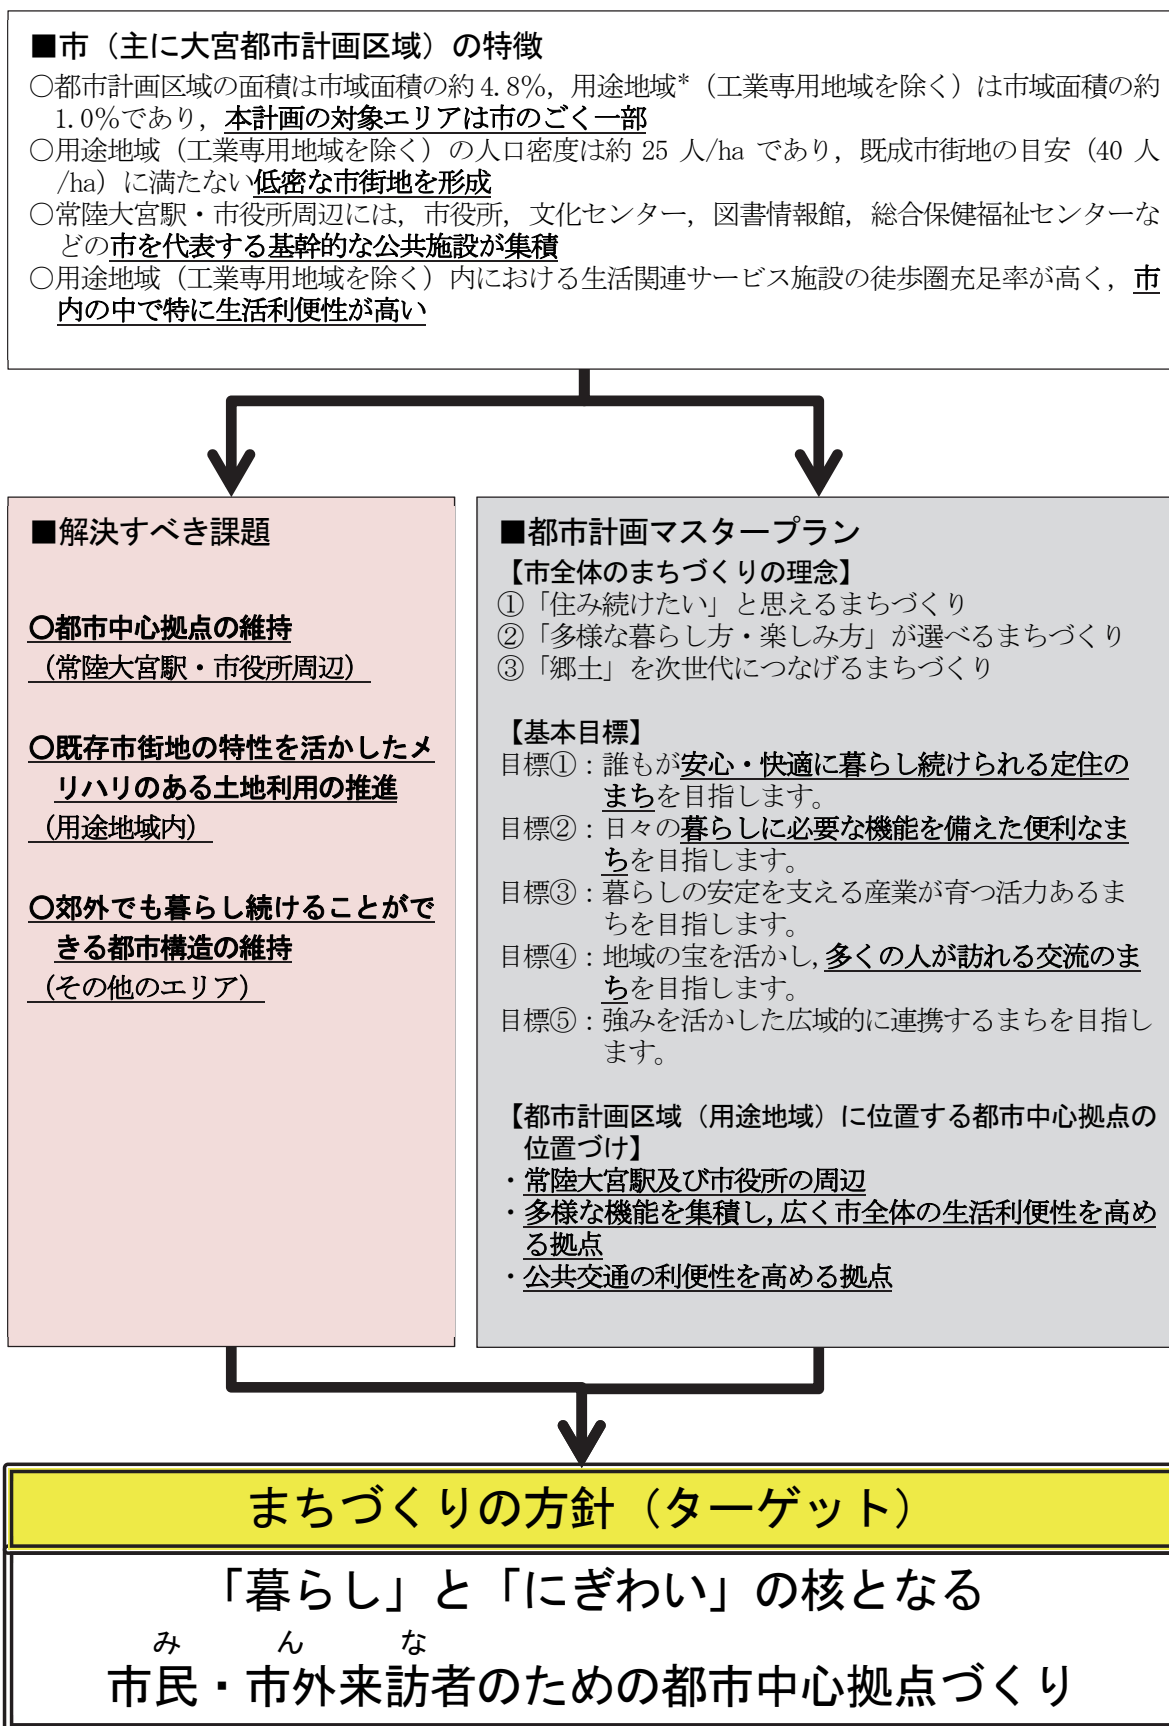 ■市（主に大宮都市計画区域）の特徴
○都市計画区域の面積は市域面積の約 4.8%，用途地域*（工業専用地域を除く）は市域面積の約
1.0%であり，本計画の対象エリアは市のごく一部
○用途地域（工業専用地域を除く）の人口密度は約 25 人/ha であり，既成市街地の目安（40 人
/ha）に満たない低密な市街地を形成
○常陸大宮駅・市役所周辺には，市役所，文化センター，図書情報館，総合保健福祉センターな
どの市を代表する基幹的な公共施設が集積
○用途地域（工業専用地域を除く）内における生活関連サービス施設の徒歩圏充足率が高く，市
内の中で特に生活利便性が高い
■解決すべき課題
○都市中心拠点の維持
（常陸大宮駅・市役所周辺）
○既存市街地の特性を活かしたメ
リハリのある土地利用の推進
（用途地域内）
○郊外でも暮らし続けることがで
きる都市構造の維持
（その他のエリア）
■都市計画マスタープラン
【市全体のまちづくりの理念】
①「住み続けたい」と思えるまちづくり
②「多様な暮らし方・楽しみ方」が選べるまちづくり
③「郷土」を次世代につなげるまちづくり
【基本目標】
目標①：誰もが安心・快適に暮らし続けられる定住の
まちを目指します。
目標②：日々の暮らしに必要な機能を備えた便利なま
ちを目指します。
目標③：暮らしの安定を支える産業が育つ活力あるま
ちを目指します。
目標④：地域の宝を活かし,多くの人が訪れる交流のま
ちを目指します。
目標⑤：強みを活かした広域的に連携するまちを目指し
ます。
【都市計画区域（用途地域）に位置する都市中心拠点の
位置づけ】
・常陸大宮駅及び市役所の周辺
・多様な機能を集積し,広く市全体の生活利便性を高め
る拠点
・公共交通の利便性を高める拠点
まちづくりの方針（ターゲット）
「暮らし」と「にぎわい」の核となる
みんな
市民・市外来訪者のための都市中心拠点づくり